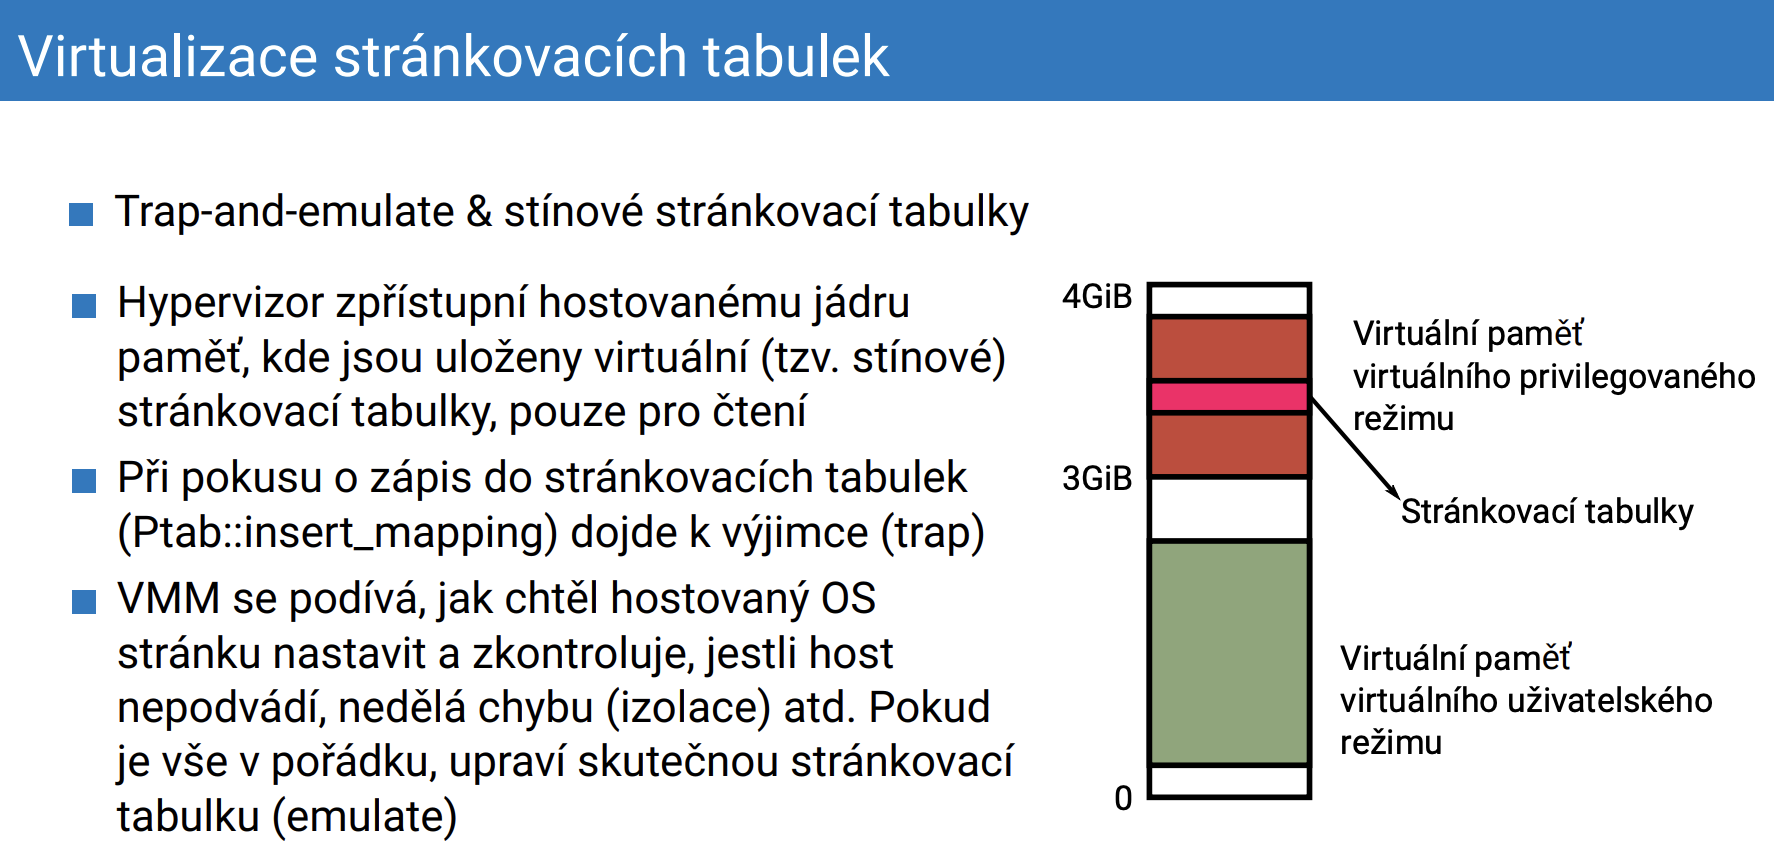 Virtualizace stránkovacích tabulek
Trap-and-emulate & stínové stránkovací tabulky
Hypervizor zpřístupní hostovanému jádru
paměť, kde jsou uloženy virtuální (tzv. stínové)
stránkovací tabulky, pouze pro čtení
Při pokusu o zápis do stránkovacích tabulek
(Ptab::insert_mapping) dojde k výjimce (trap)
VMM se podívá, jak chtěl hostovaný OS
stránku nastavit a zkontroluje, jestli host
nepodvádí, nedělá chybu (izolace) atd. Pokud
je vše v pořádku, upraví skutečnou stránkovací
tabulku (emulate)
4GiB
3GiB
0
Virtuální paměť
virtuálního privilegovaného
režimu
Stránkovací tabulky
Virtuální paměť
virtuálního uživatelského
režimu